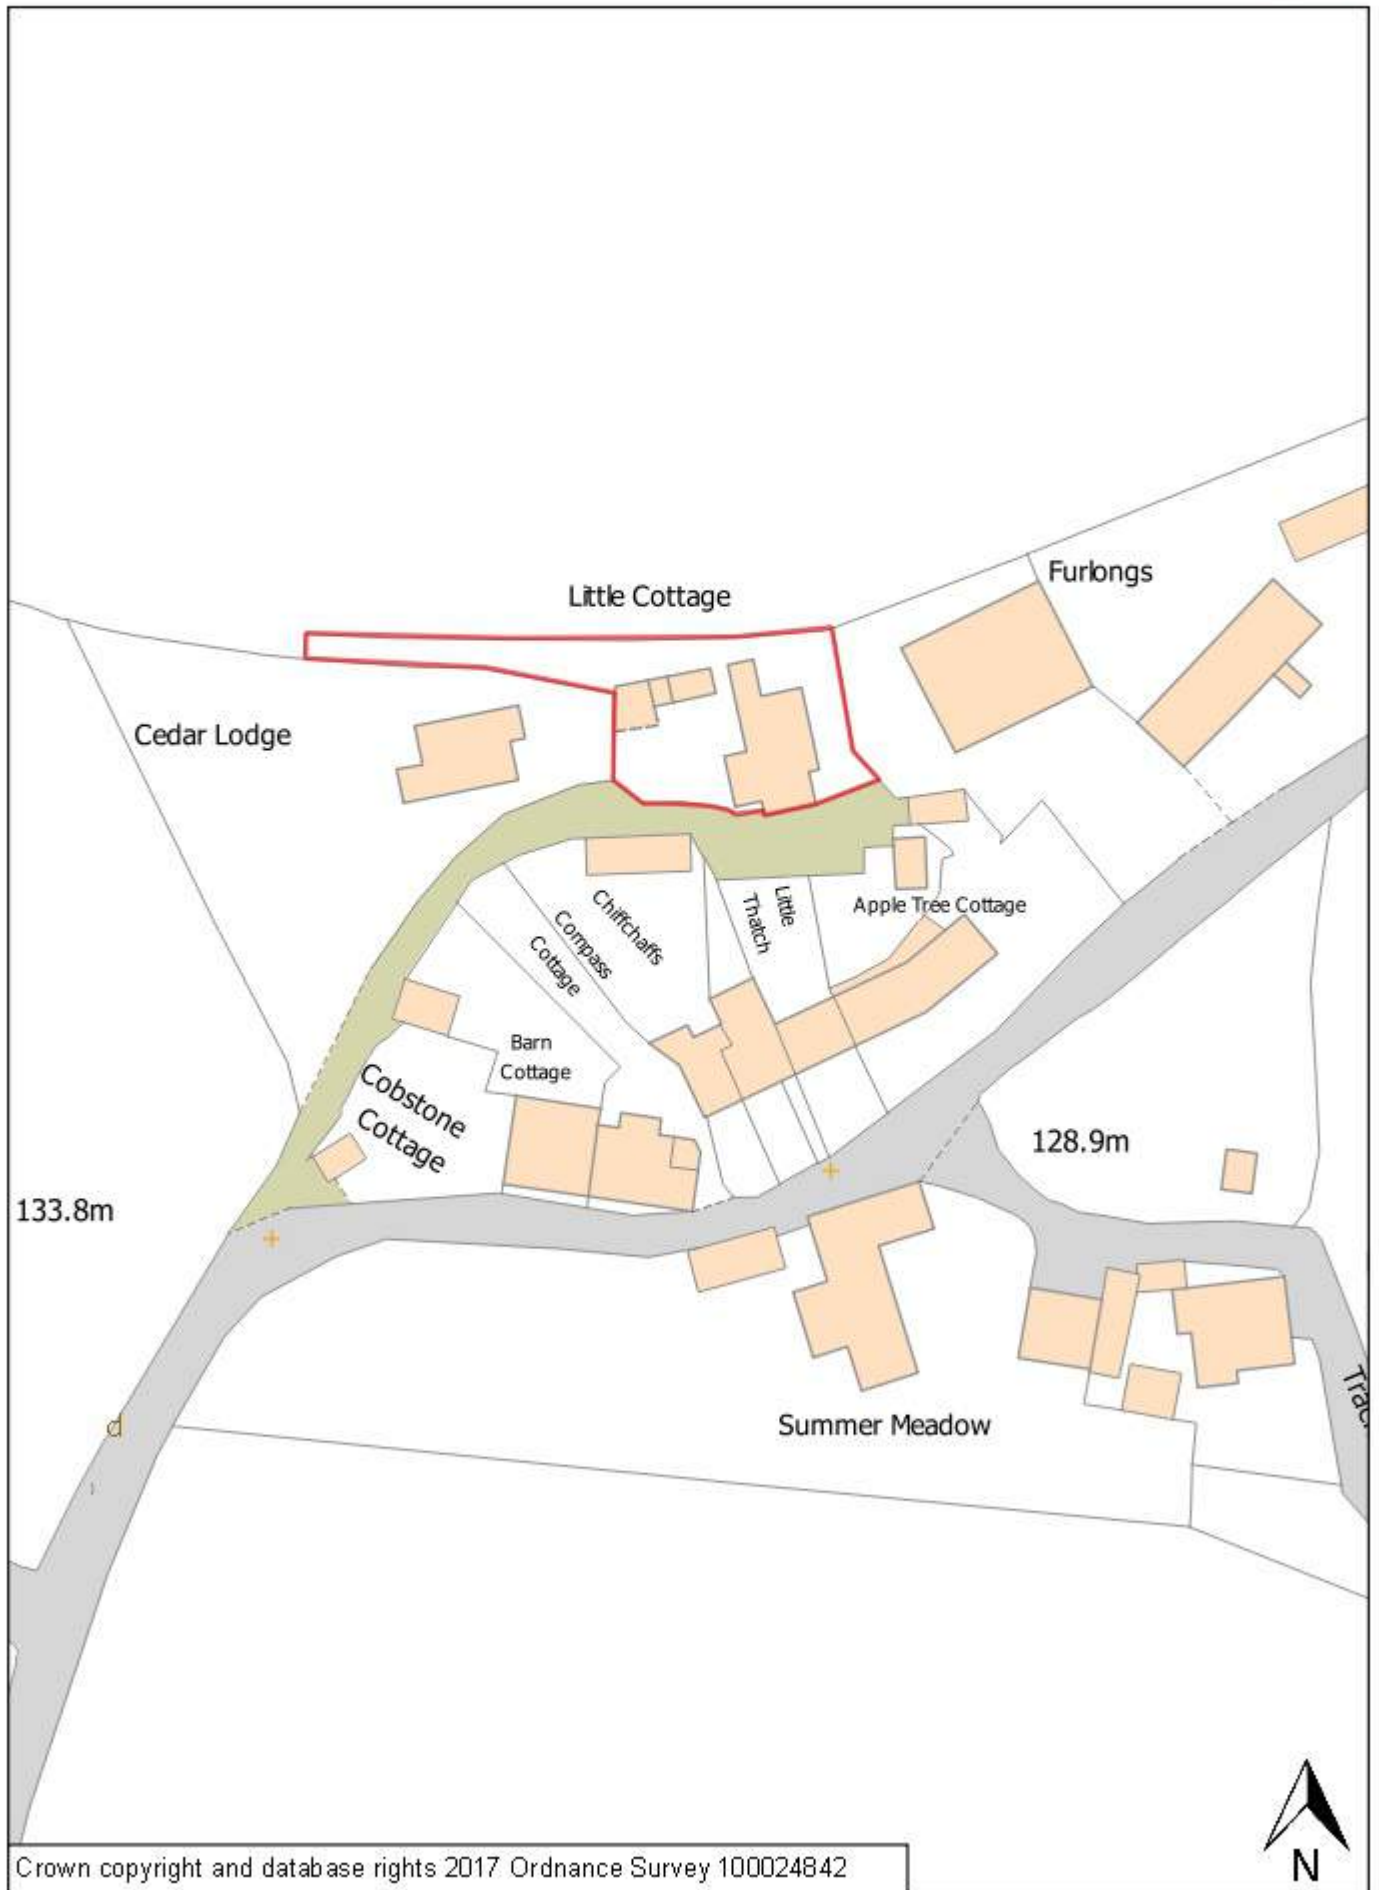 Little Cottage
Furlongs
Cedar Lodge
Little
Thatch
Chiffchaffs
Apple Tree Cottage
Compass
Cottage
Barn
Cottage
Cobstone
Cottage
128.9m
133.8m
Summer Meadow
d
N
Crown copyright and database rights 2017 Ordnance Survey 100024842